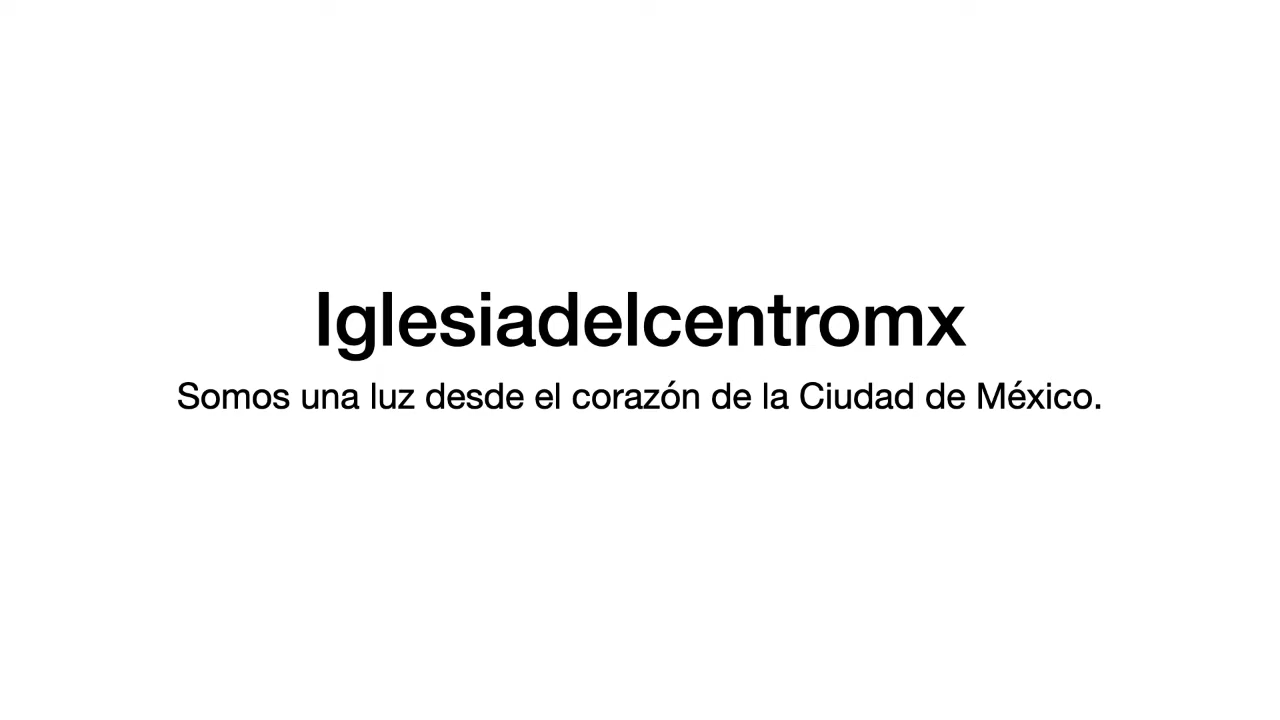 Iglesiadelcentromx
Somos una luz desde el corazón de la Ciudad de México.